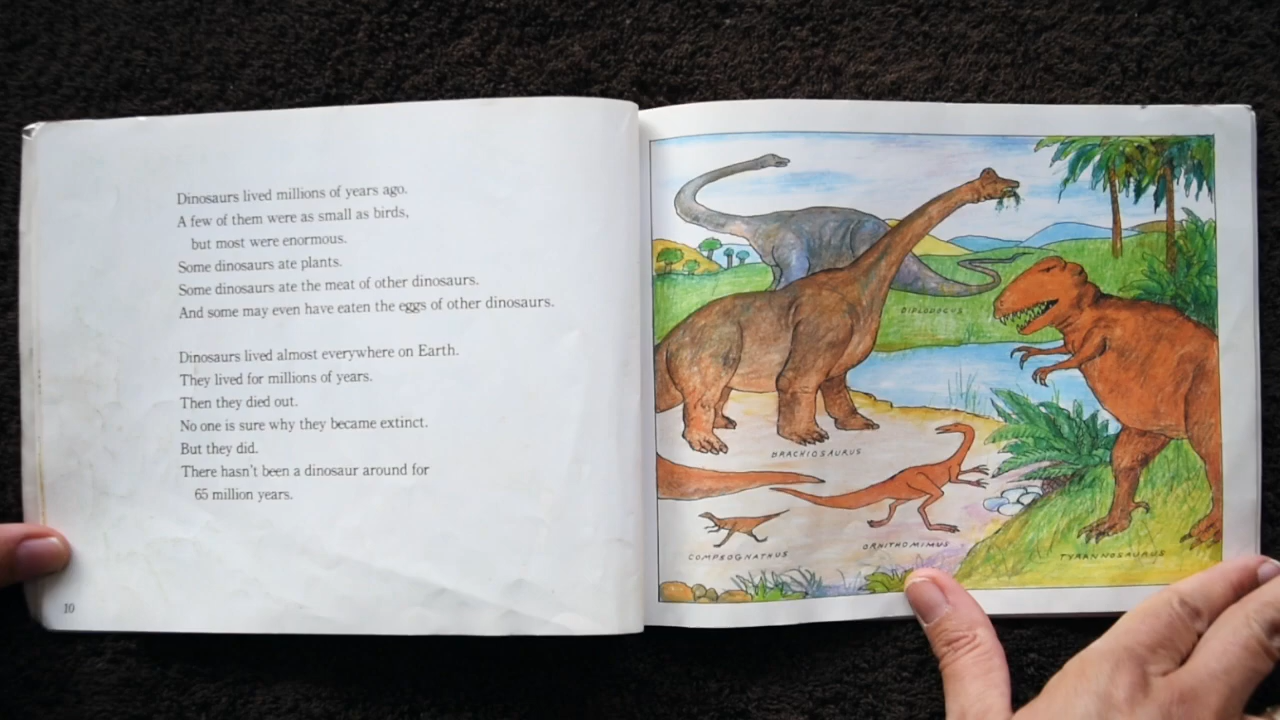 Dinosaurs lived millions of years ago.
A few of them were as small as birds,
but most were enormous.
Some dinosaurs ate plants.
Some dinosaurs ate the meat of other dinosaurs.
And some may even have eaten the eggs of other dinosaurs.
Dinosaurs lived almost everywhere on Earth.
They lived for millions of years.
Then they died out.
No one is sure why they became extinct.
But they did.
There hasn't been a dinosaur around for
65 million years.
10
DIPLODOCUS
BRACHIOSAURUS
COMPSOGNATHUS
ORNITHOMIMUS
TYRANNOSAURUS